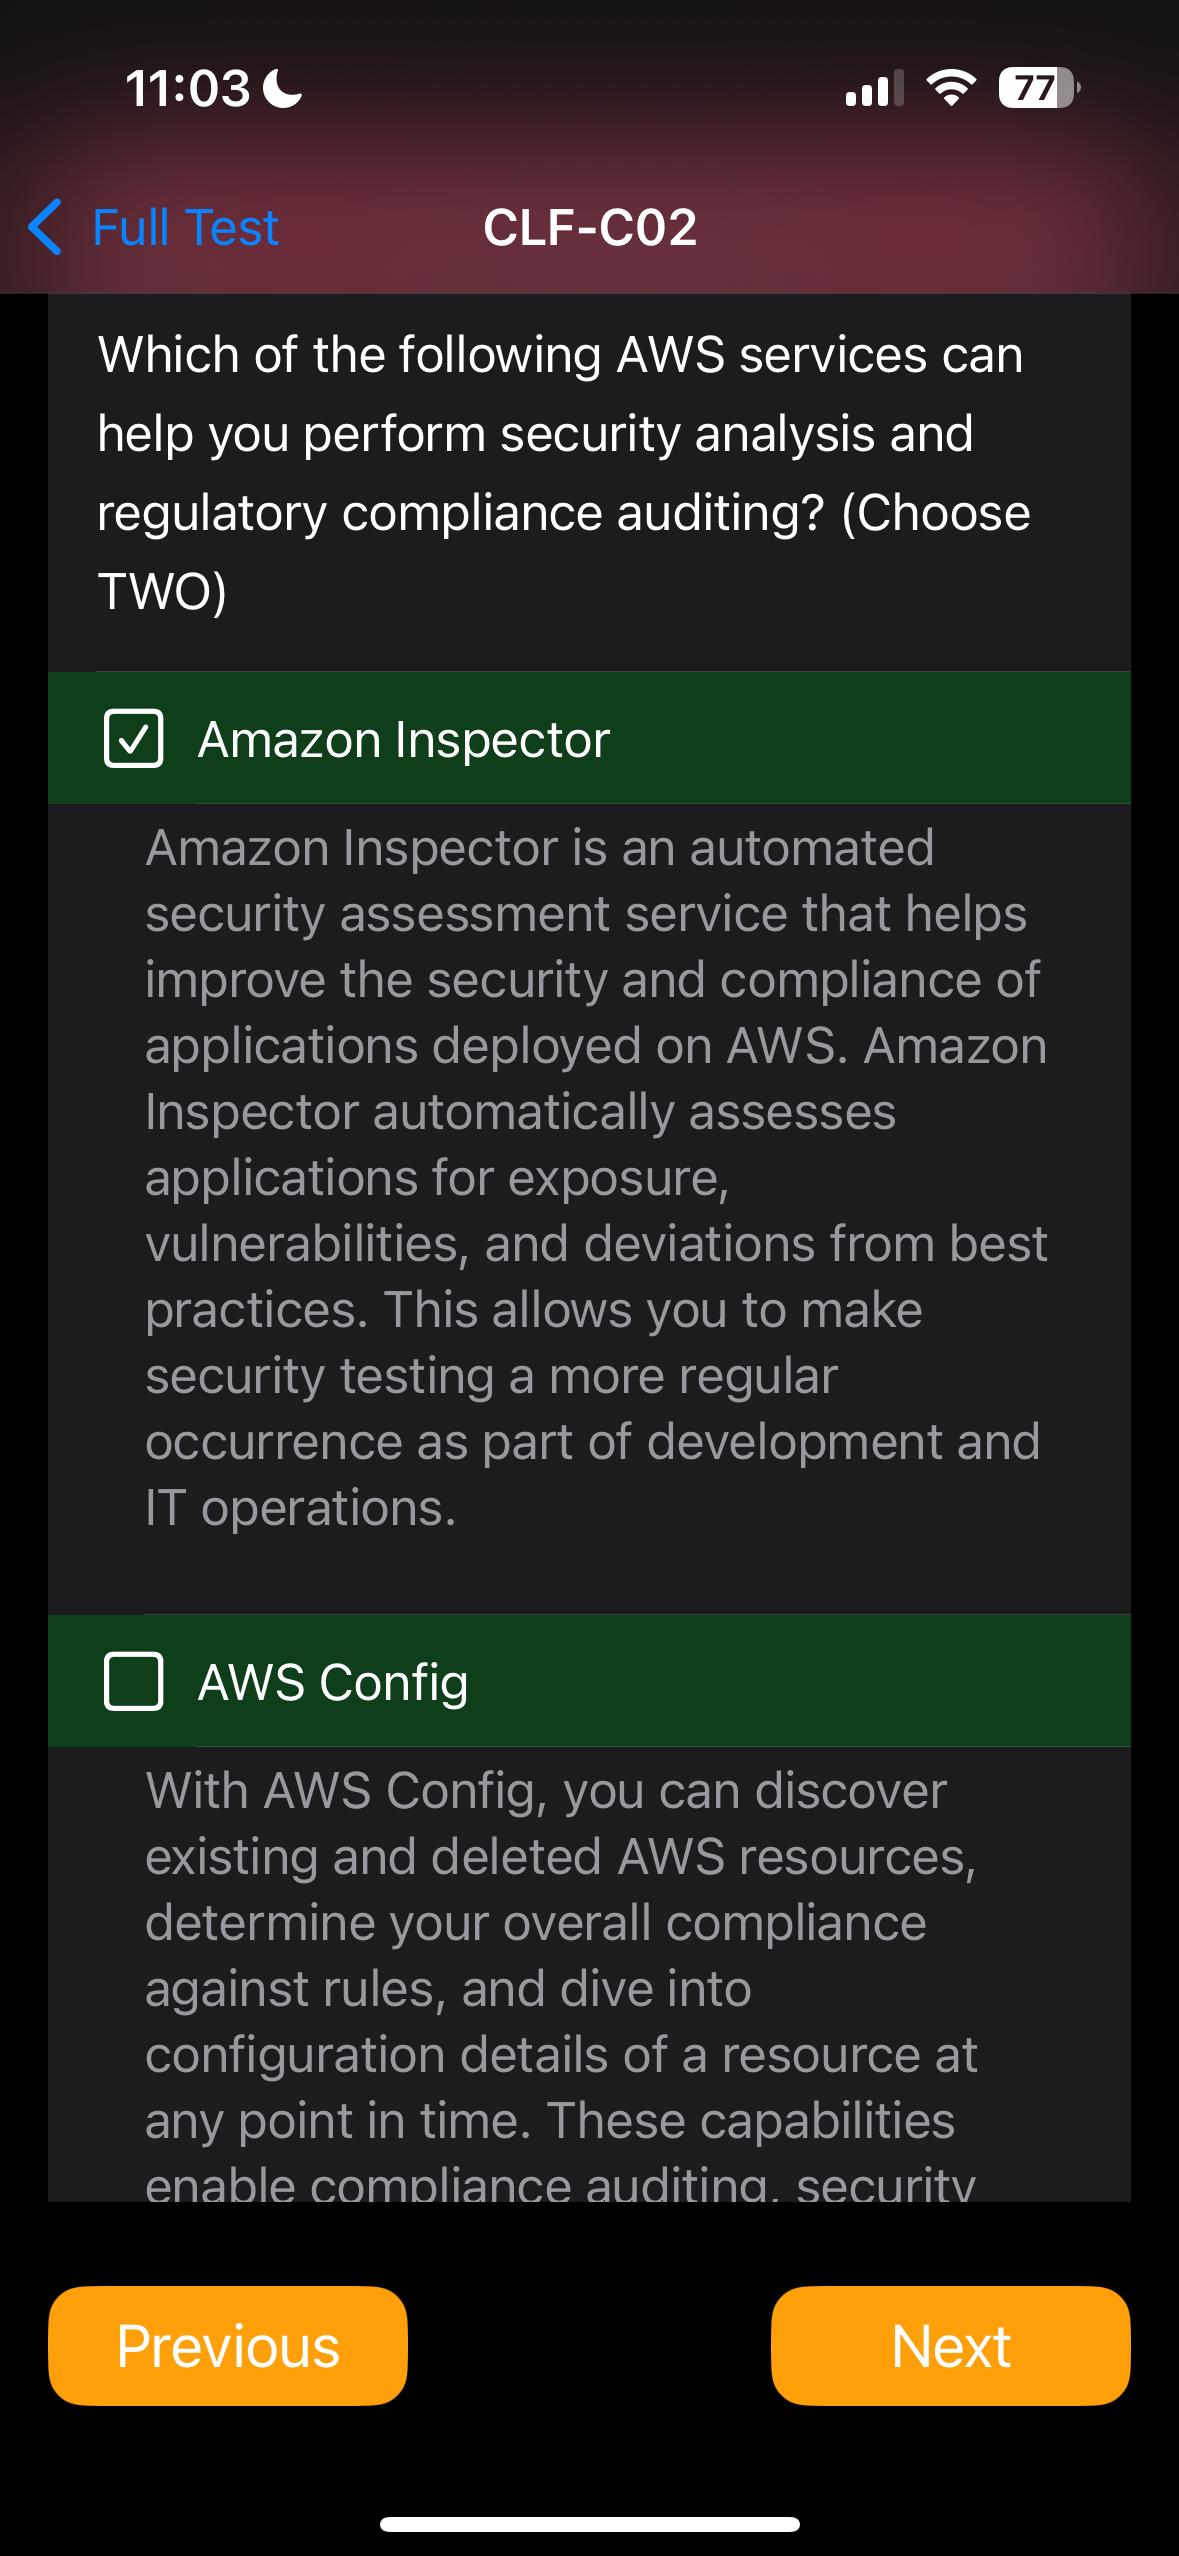 11:03
77
Full Test
CLF-C02
Which of the following AWS services can
help you perform security analysis and
regulatory compliance auditing? (Choose
TWO)
Amazon Inspector
Amazon Inspector is an automated
security assessment service that helps
improve the security and compliance of
applications deployed on AWS. Amazon
Inspector automatically assesses
applications for exposure,
vulnerabilities, and deviations from best
practices. This allows you to make
security testing a more regular
occurrence as part of development and
IT operations.
AWS Config
With AWS Config, you can discover
existing and deleted AWS resources,
determine your overall compliance
against rules, and dive into
configuration details of a resource at
any point in time. These capabilities
enable compliance auditing, security
Previous
Next